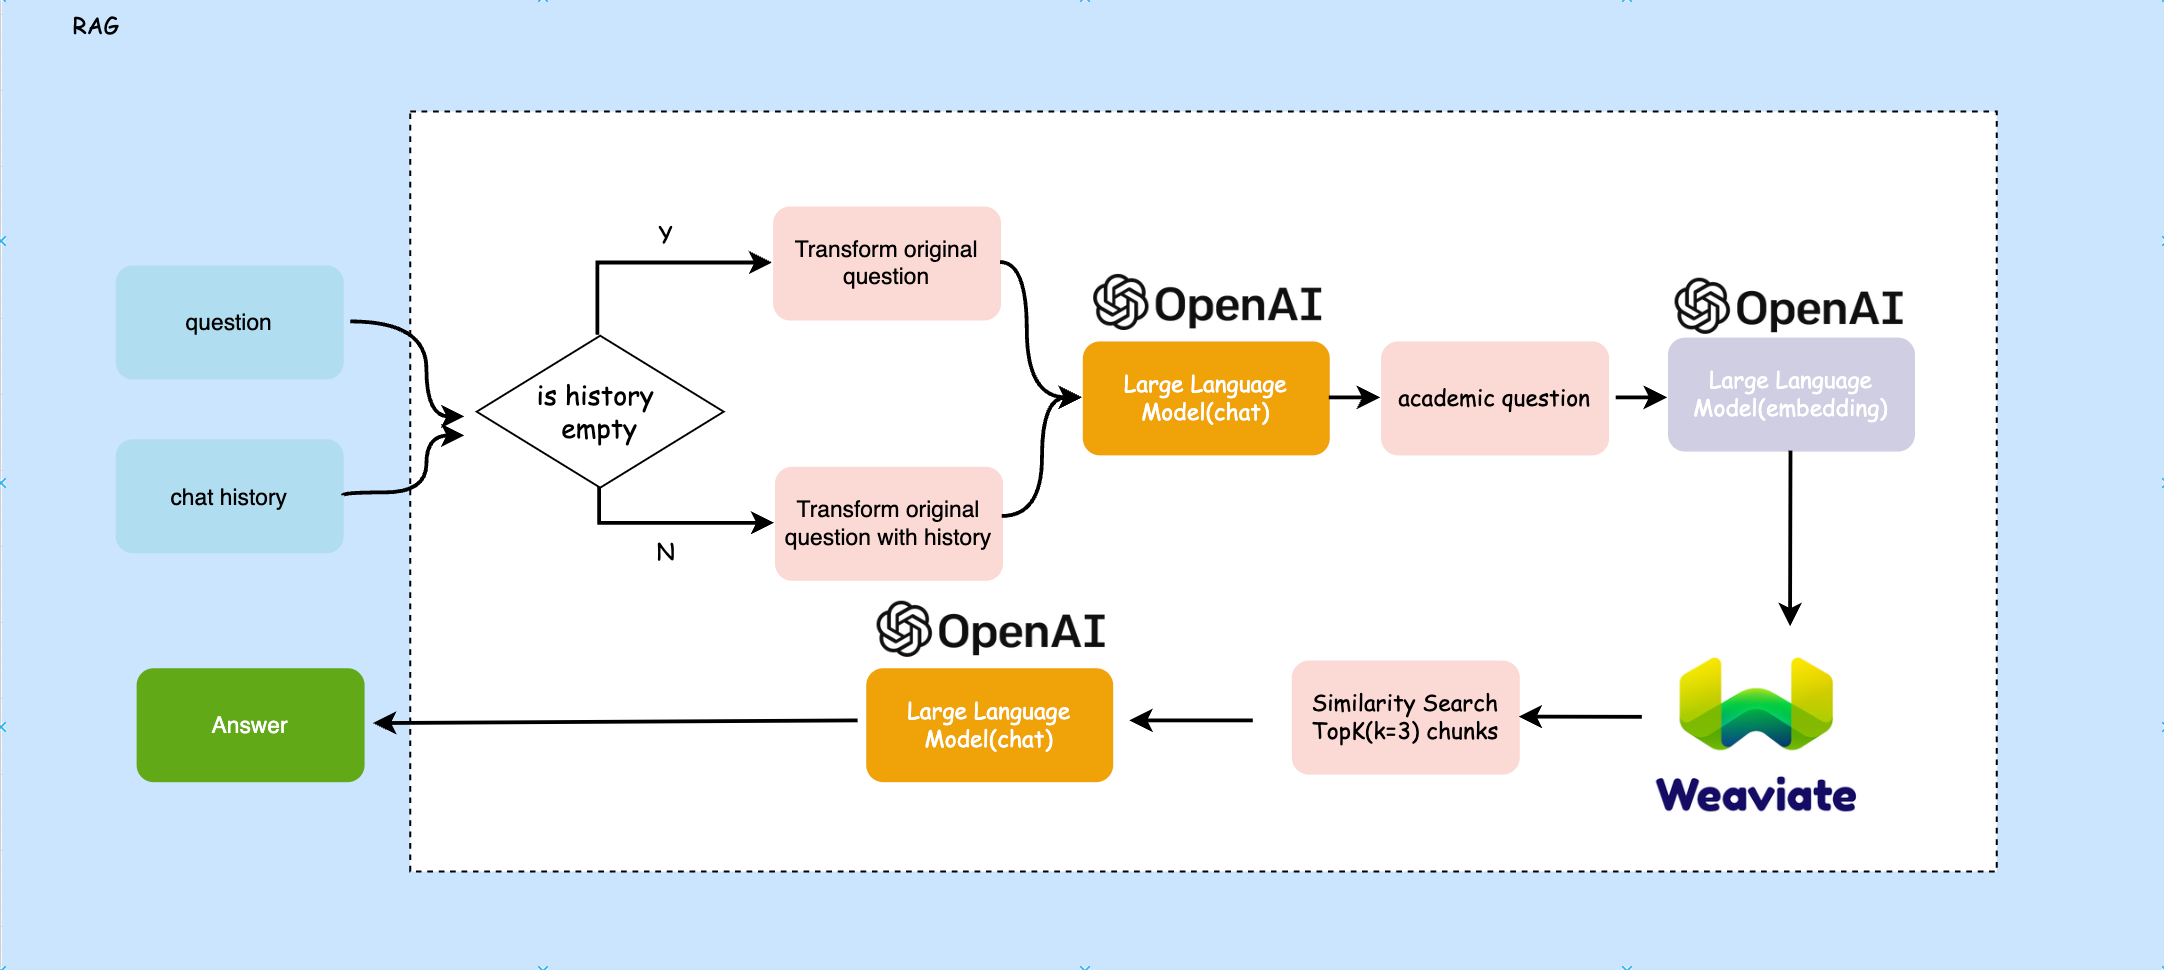 RAG
question
chat history
is history
empty
Y
N
Transform original
question
Transform original
question with history
OpenAI
Large Language
Model(chat)
academic question
OpenAI
Large Language
Model(embedding)
Weaviate
Similarity Search
TopK(k=3) chunks
OpenAI
Large Language
Model(chat)
Answer